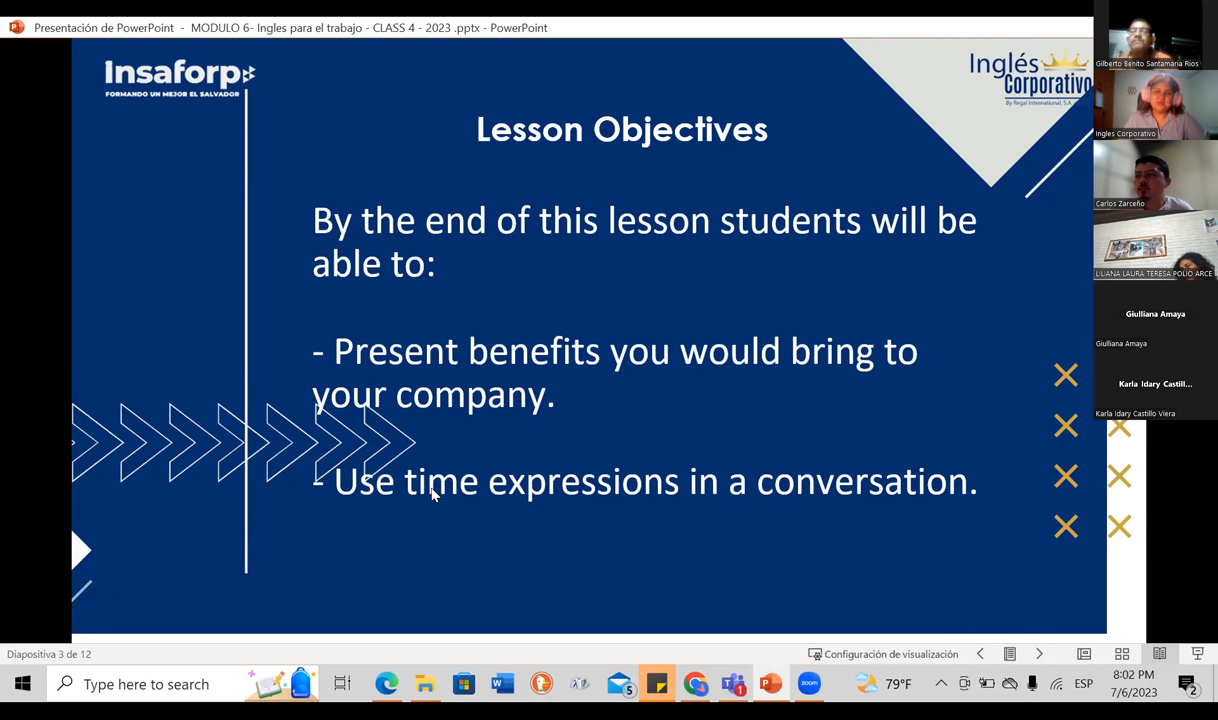 Presentación de PowerPoint - MODULO 6- Ingles para el trabajo - CLASS 4 - 2023 .pptx - PowerPoint
Insaforp
FORMANDO UN MEJOR EL SALVADOR
Inglés
Corporativo
By Regal International, S.A.
Lesson Objectives
By the end of this lesson students will be
able to:
- Present benefits you would bring to
your company.
- Use time expressions in a conversation.
Gilberto Benito Santamaria Rios
Ingles Corporativo
Carlos Zarceño
LILIANA LAURA TERESA POLIO ARCE
Giulliana Amaya
Giulliana Amaya
Karla Idary Castill...
Karla Idary Castillo Viera
Diapositiva 3 de 12
Configuración de visualización
Type here to search
5
1
zoom
79°F
ESP
8:02 PM
7/6/2023
2